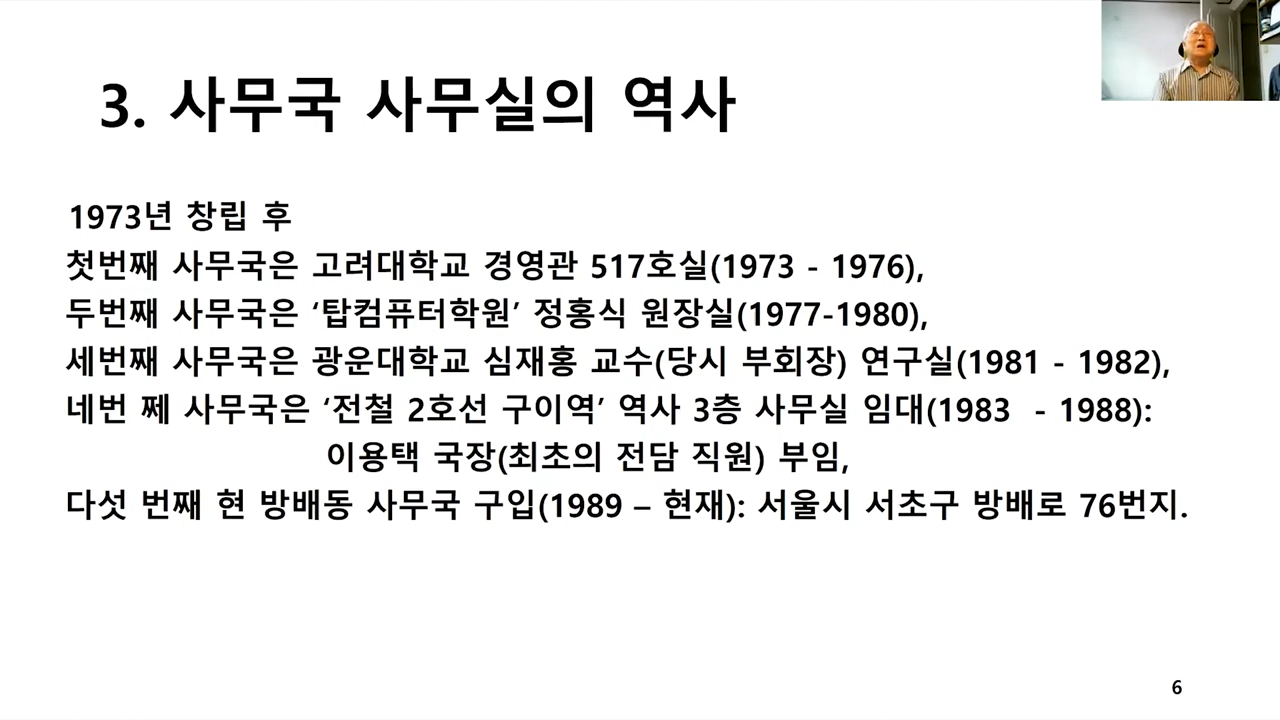 3. 사무국 사무실의 역사
1973년 창립 후
첫번째 사무국은 고려대학교 경영관 517호실(1973 - 1976),
두번째 사무국은 ‘탑컴퓨터학원’ 정홍식 원장실(1977-1980),
세번째 사무국은 광운대학교 심재홍 교수(당시 부회장) 연구실(1981 - 1982),
네번 쩨 사무국은 ‘전철 2호선 구이역’ 역사 3층 사무실 임대(1983 - 1988):
이용택 국장(최초의 전담 직원) 부임,
다섯 번째 현 방배동 사무국 구입(1989 – 현재): 서울시 서초구 방배로 76번지.
6